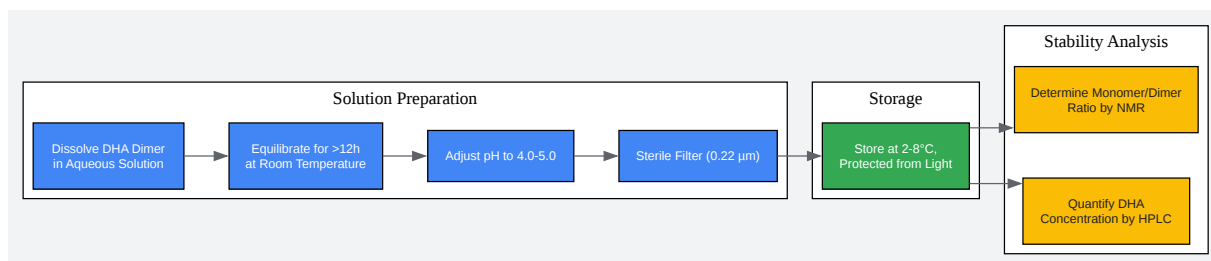 Solution Preparation
Dissolve DHA Dimer
in Aqueous Solution
Equilibrate for >12h
at Room Temperature
Adjust pH to 4.0-5.0
Sterile Filter (0.22 µm)
Storage
Store at 2-8°C,
Protected from Light
Stability Analysis
Determine Monomer/Dimer
Ratio by NMR
Quantify DHA
Concentration by HPLC